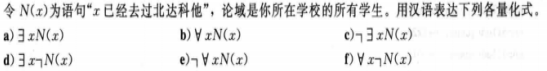 令 N(x)为语句“x 已经去过北达科他”，论域是你所在学校的所有学生。用汉语表达下列各量化式。
a) ∃xN(x) b) ∀xN(x) c) ¬∃xN(x)
d) ∃x¬N(x) e) ¬∀xN(x) f) ∀x¬N(x)